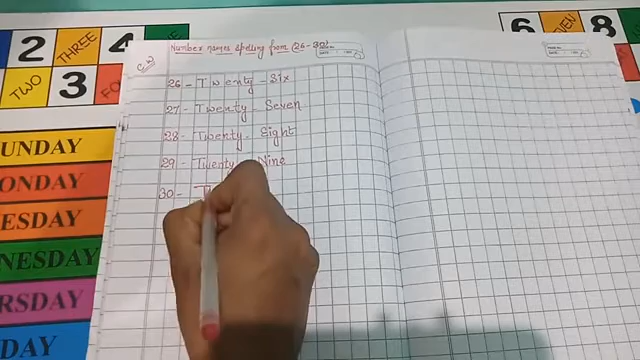 2 THREE 4
TWO 3
6 8
Number names spelling from (26-30).
C.W
26 - Twenty - Six
27 - Twenty - Seven
28 - Twenty - Eight
29 - Twenty - Nine
30 -
UNDAY
ONDAY
ESDAY
NESDAY
RSDAY
DAY